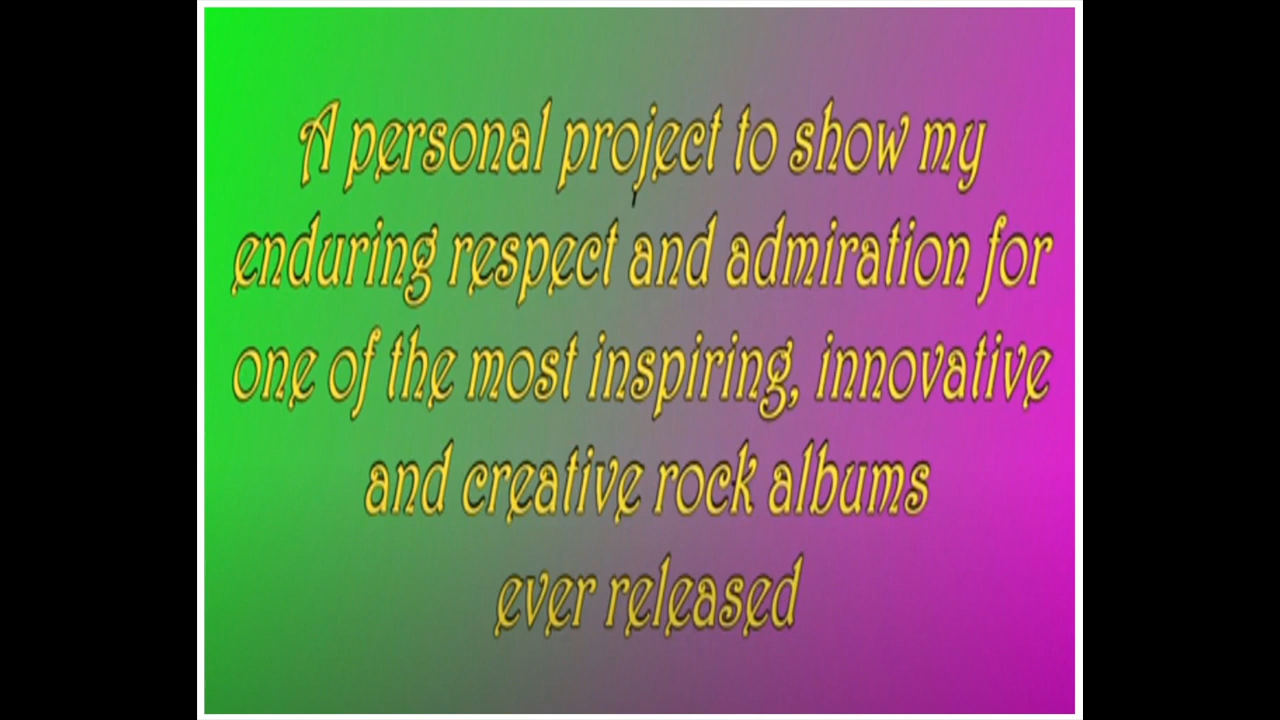 A personal project to show my
enduring respect and admiration for
one of the most inspiring, innovative
and creative rock albums
ever released